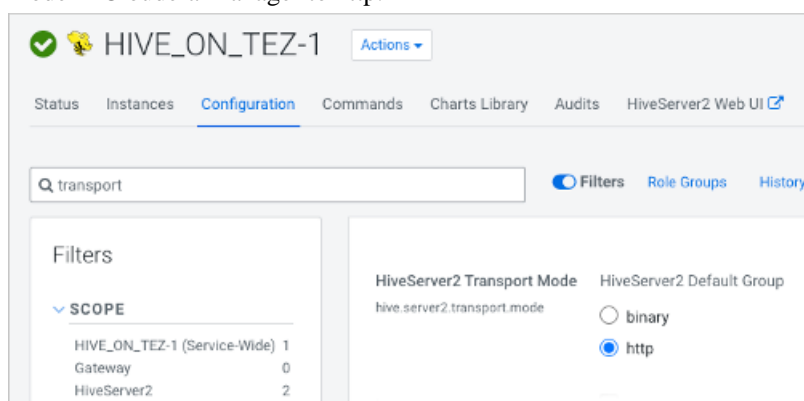 HIVE_ON_TEZ-1 Actions
Status Instances Configuration Commands Charts Library Audits HiveServer2 Web UI
transport
Filters Role Groups History
Filters
SCOPE
HIVE_ON_TEZ-1 (Service-Wide) 1
Gateway 0
HiveServer2 2
HiveServer2 Transport Mode
hive.server2.transport.mode
HiveServer2 Default Group
binary
http